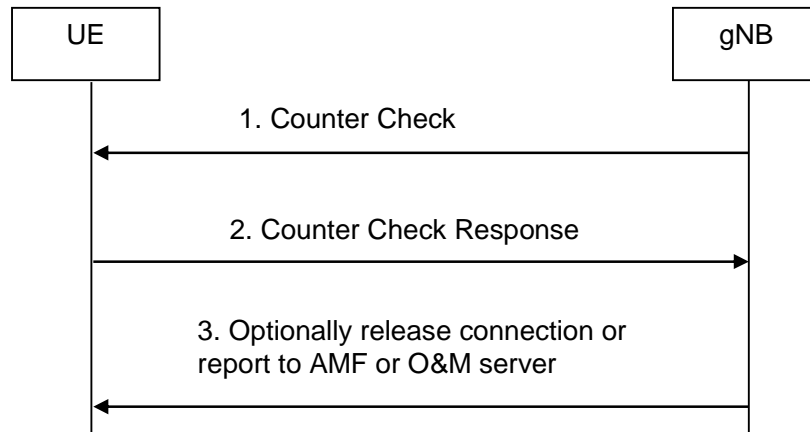 UE
gNB
1. Counter Check
2. Counter Check Response
3. Optionally release connection or
report to AMF or O&M server